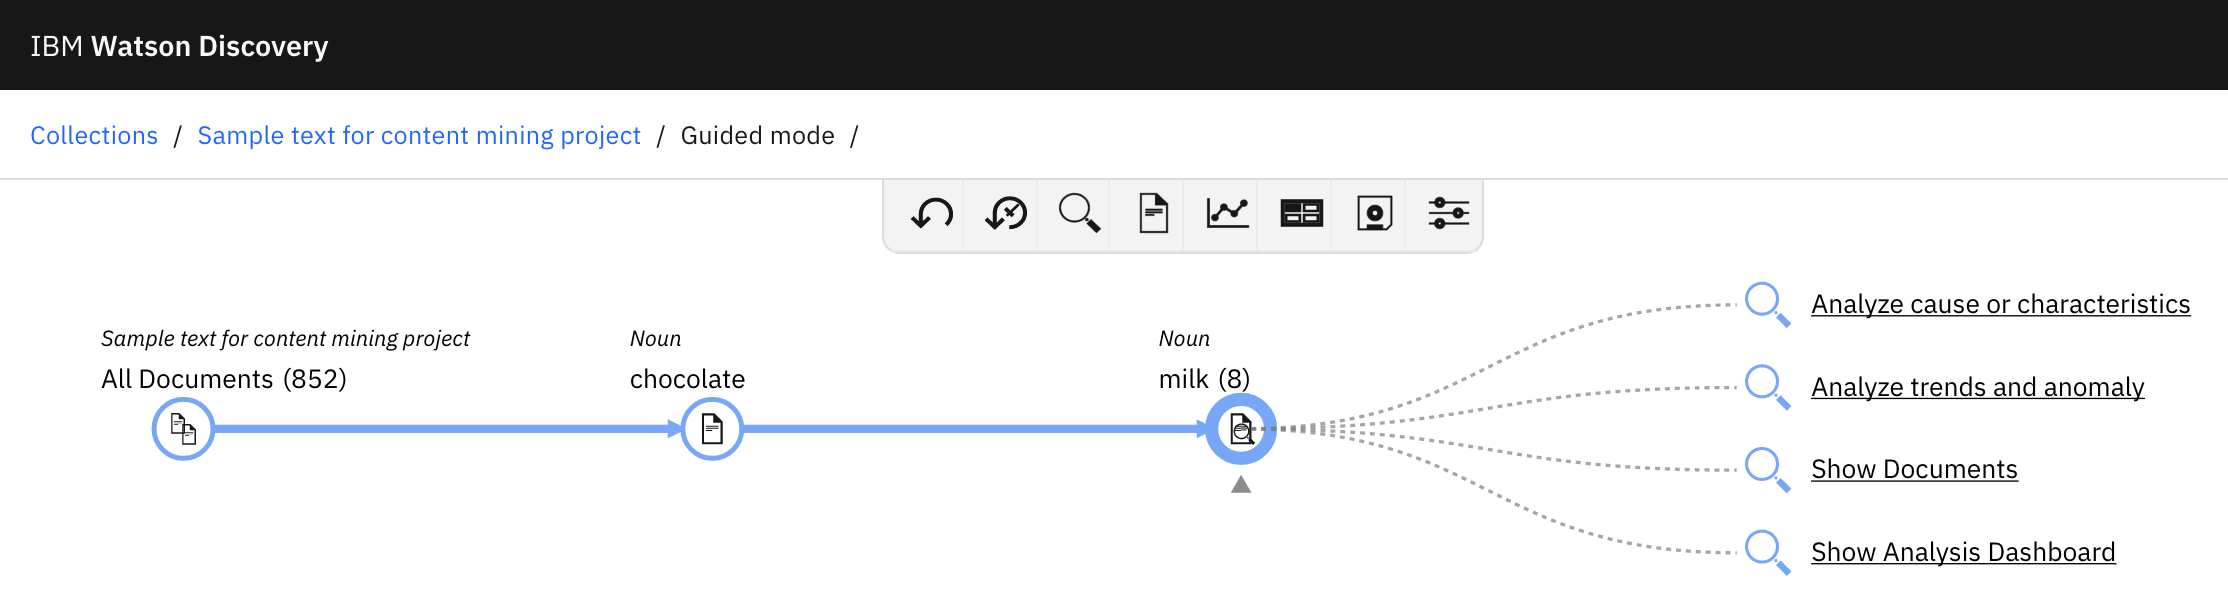 IBM Watson Discovery
Collections / Sample text for content mining project / Guided mode /
Sample text for content mining project
All Documents (852)
Noun
chocolate
Noun
milk (8)
Analyze cause or characteristics
Analyze trends and anomaly
Show Documents
Show Analysis Dashboard